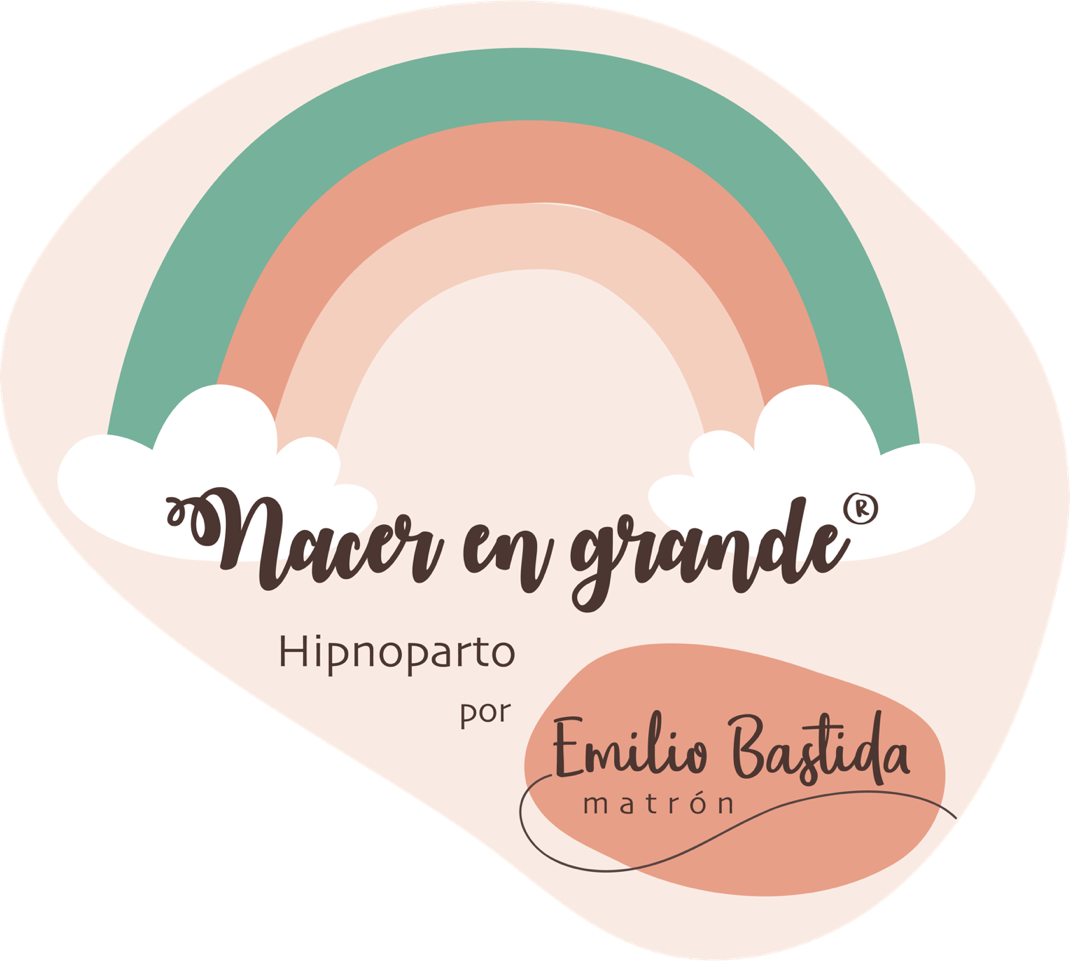 Nacer en grande®
Hipnoparto
por
Emilio Bastida
matrón